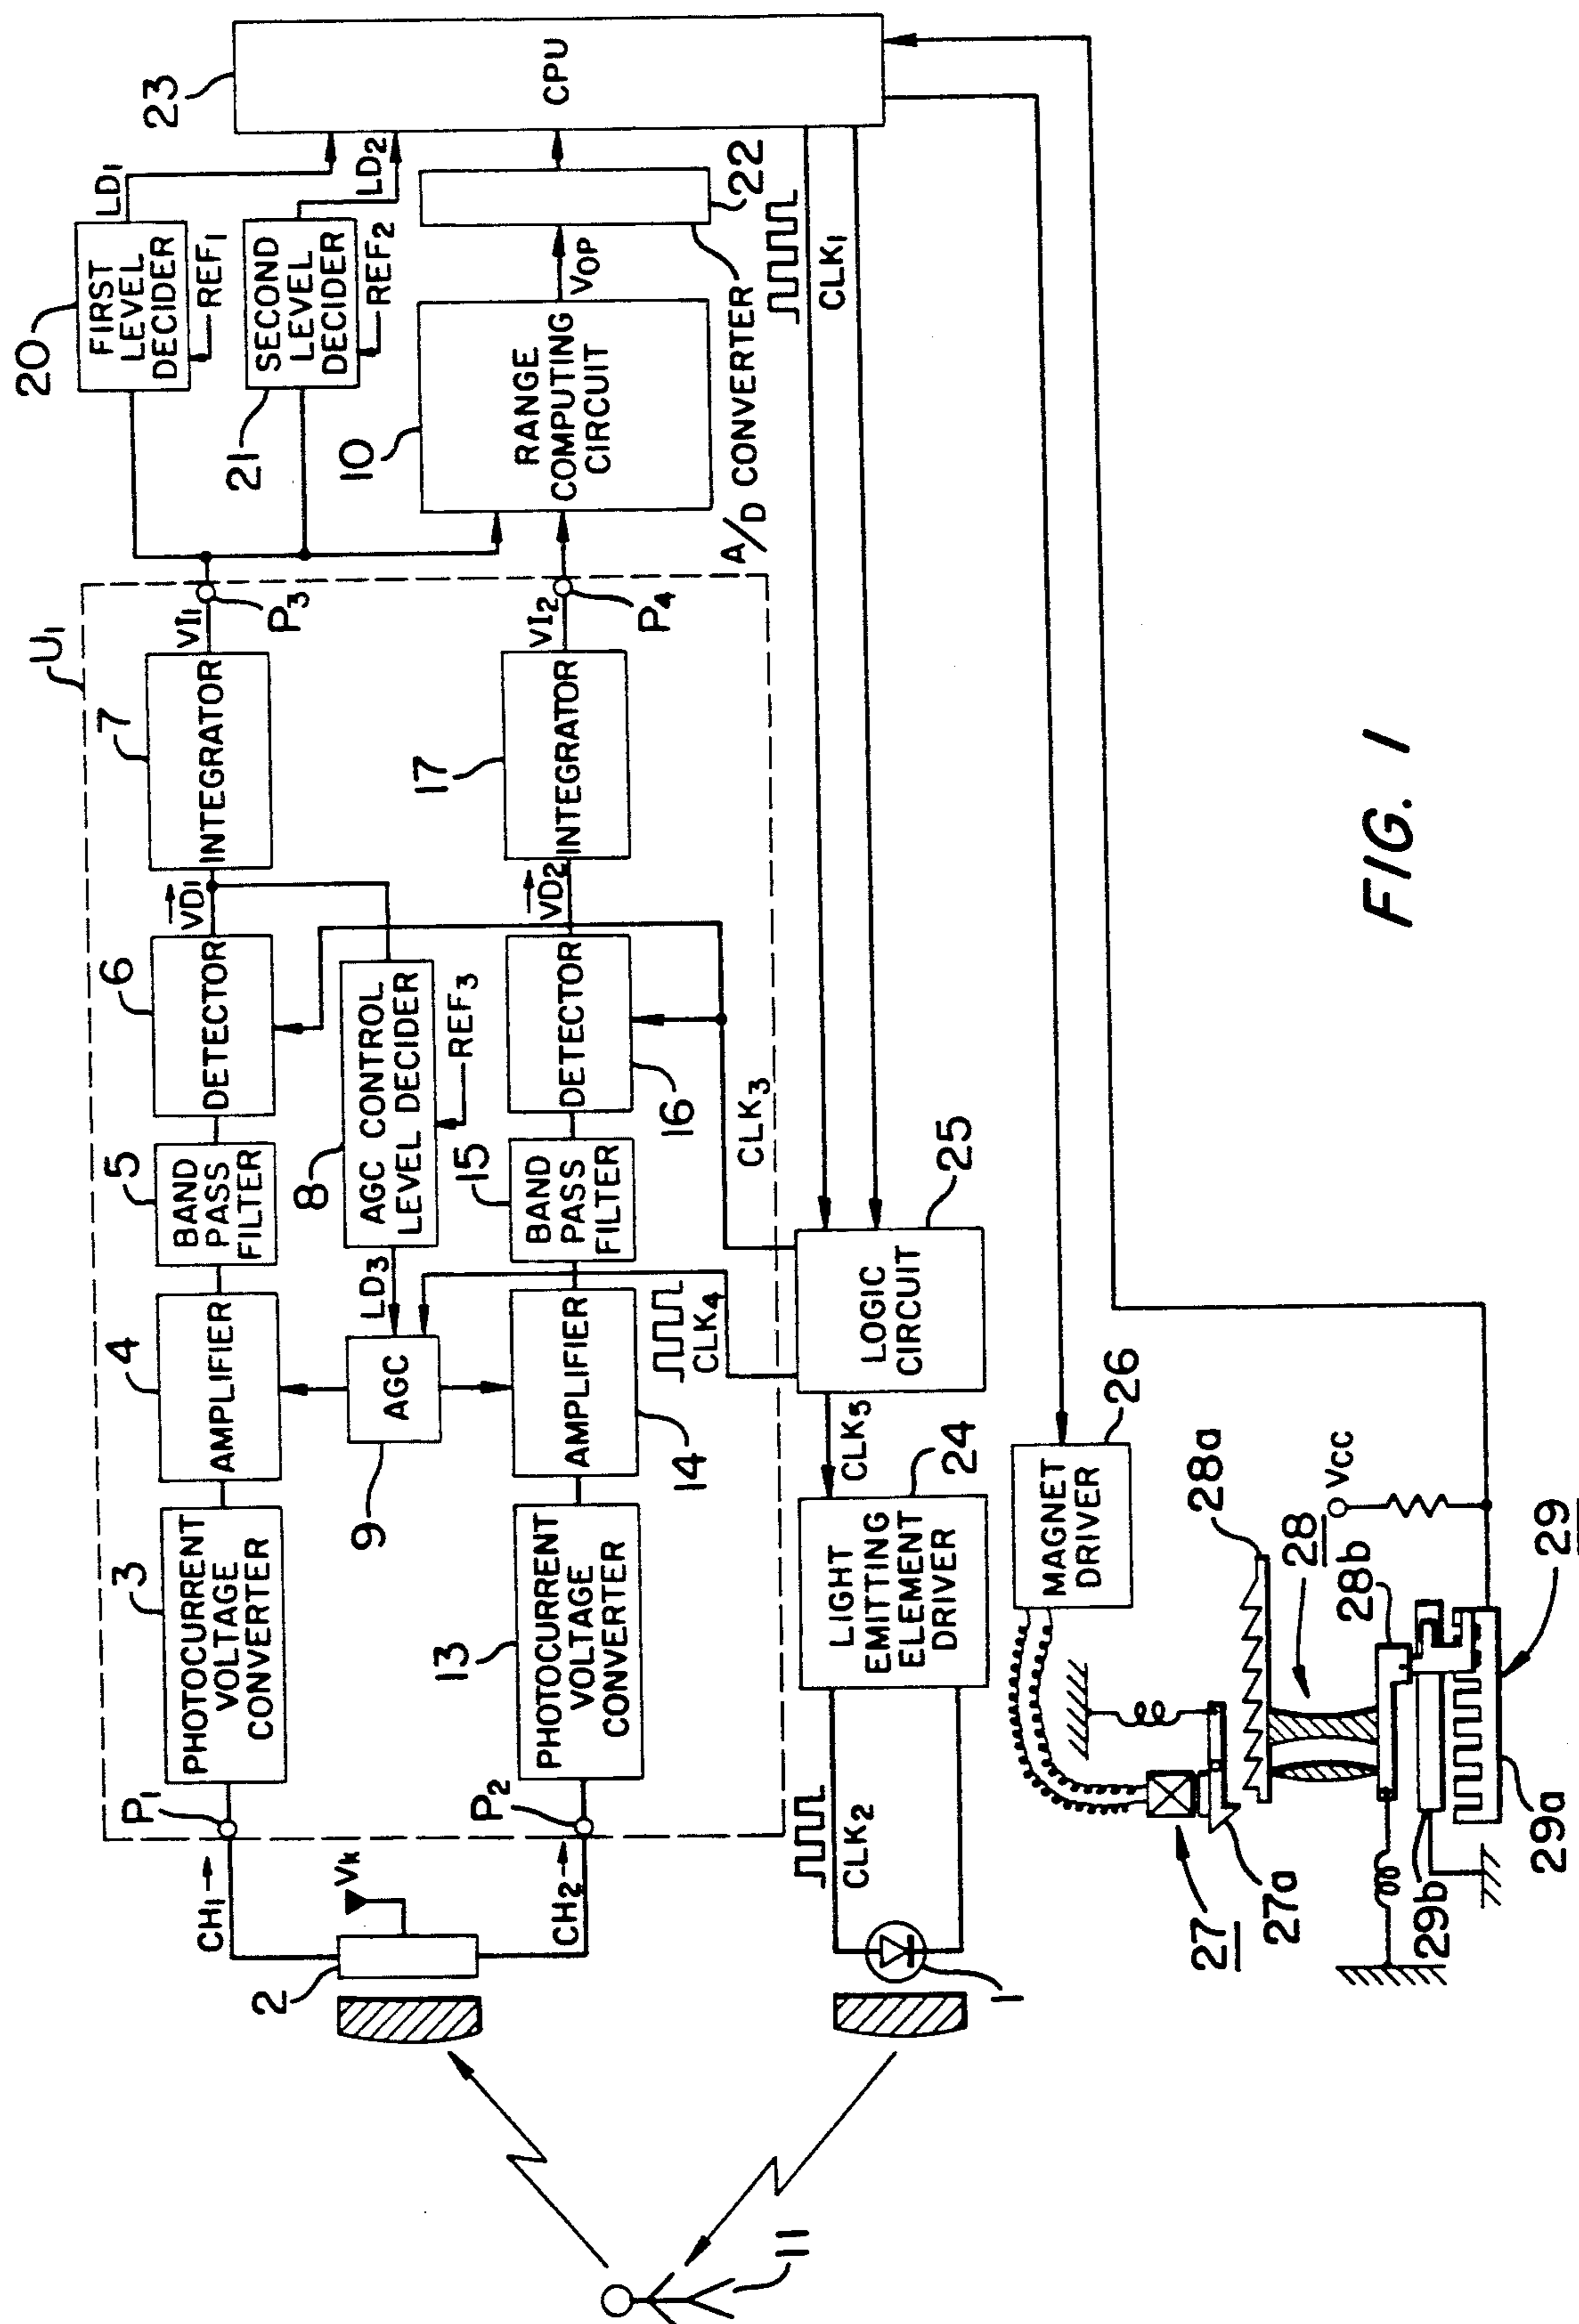 U1
P1
CH1→
3
PHOTOCURRENT
VOLTAGE
CONVERTER
4
AMPLIFIER
5
BAND
PASS
FILTER
6
DETECTOR
VD1
7
INTEGRATOR
VI1
P3
20
FIRST
LEVEL
DECIDER
REF1
LD1
21
SECOND
LEVEL
DECIDER
REF2
LD2
23
CPU
2
Vk
9
AGC
LD3
8
AGC CONTROL
LEVEL DECIDER
REF3
10
RANGE
COMPUTING
CIRCUIT
VOP
22
A/D CONVERTER
P2
CH2→
13
PHOTOCURRENT
VOLTAGE
CONVERTER
14
AMPLIFIER
15
BAND
PASS
FILTER
16
DETECTOR
VD2
17
INTEGRATOR
VI2
P4
CLK4
CLK3
CLK1
11
1
CLK2
24
LIGHT
EMITTING
ELEMENT
DRIVER
CLK5
25
LOGIC
CIRCUIT
26
MAGNET
DRIVER
27
27a
28a
28
28b
Vcc
29b
29a
29
FIG. 1